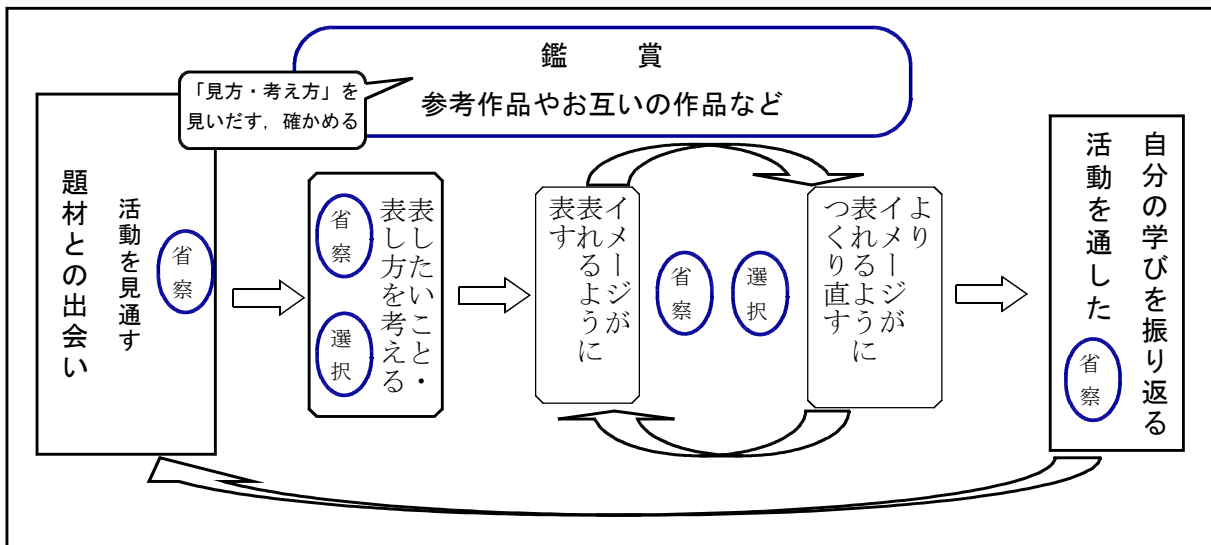 鑑　　賞
参考作品やお互いの作品など
「見方・考え方」を
見いだす，確かめる
題材との出会い
活動を見通す
省察
表したいこと・
表し方を考える
省察
選択
イメージが
表れるように
表す
省察
選択
より
イメージが
表れるように
つくり直す
自分の学びを振り返る
活動を通した
省察